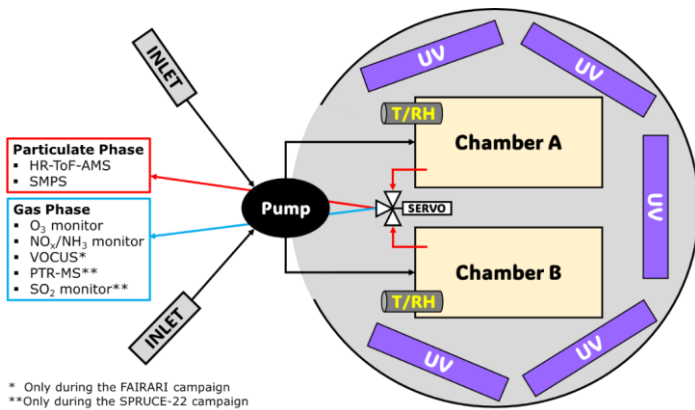 INLET
UV
UV
T/RH
Chamber A
Particulate Phase
▪ HR-ToF-AMS
▪ SMPS
Pump
SERVO
UV
Gas Phase
▪ O₃ monitor
▪ NOₓ/NH₃ monitor
▪ VOCUS*
▪ PTR-MS**
▪ SO₂ monitor**
Chamber B
T/RH
INLET
UV
UV
* Only during the FAIRARI campaign
**Only during the SPRUCE-22 campaign